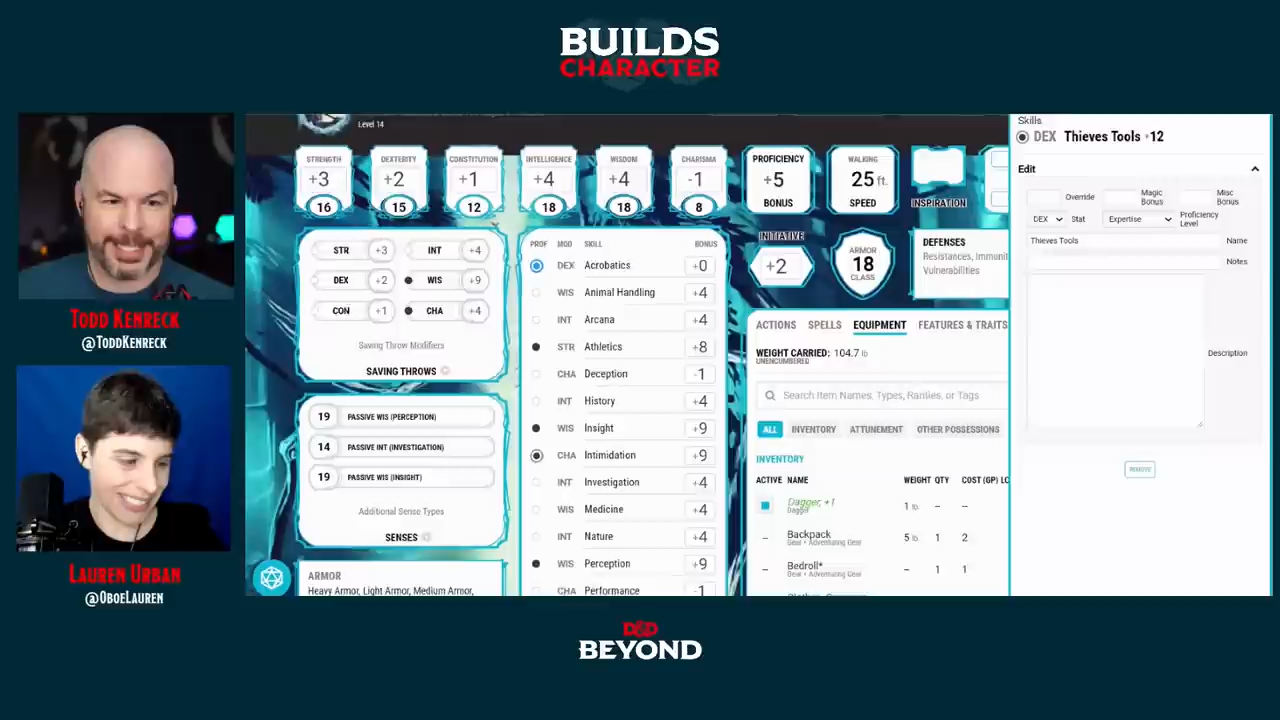 BUILDS
CHARACTER
TODD KENRECK
@TODDKENRECK
LAUREN URBAN
@OBOELAUREN
Level 14
STRENGTH
+3
16
DEXTERITY
+2
15
CONSTITUTION
+1
12
INTELLIGENCE
+4
18
WISDOM
+4
18
CHARISMA
-1
8
PROFICIENCY
+5
BONUS
WALKING
25 ft.
SPEED
INSPIRATION
STR +3
INT +4
DEX +2
WIS +9
CON +1
CHA +4
Saving Throw Modifiers
SAVING THROWS
19 PASSIVE WIS (PERCEPTION)
14 PASSIVE INT (INVESTIGATION)
19 PASSIVE WIS (INSIGHT)
Additional Sense Types
SENSES
ARMOR
Heavy Armor, Light Armor, Medium Armor,
PROF MOD SKILL BONUS
DEX Acrobatics +0
WIS Animal Handling +4
INT Arcana +4
STR Athletics +8
CHA Deception -1
INT History +4
WIS Insight +9
CHA Intimidation +9
INT Investigation +4
WIS Medicine +4
INT Nature +4
WIS Perception +9
CHA Performance -1
INITIATIVE
+2
ARMOR
18
CLASS
DEFENSES
Resistances, Immunit
Vulnerabilities
ACTIONS SPELLS EQUIPMENT FEATURES & TRAITS
WEIGHT CARRIED: 104.7 lb
UNENCUMBERED
Search Item Names, Types, Rarities, or Tags
ALL INVENTORY ATTUNEMENT OTHER POSSESSIONS
INVENTORY
ACTIVE NAME WEIGHT QTY COST (GP)
Dagger, +1 1 lb. -- --
Dagger
-- Backpack 5 lb. 1 2
Gear • Adventuring Gear
-- Bedroll* -- 1 1
Gear • Adventuring Gear
Skills
DEX Thieves Tools +12
Edit
Override
Magic Bonus
Misc Bonus
DEX Stat
Expertise Proficiency Level
Thieves Tools Name
Notes
Description
REMOVE
D&D
BEYOND